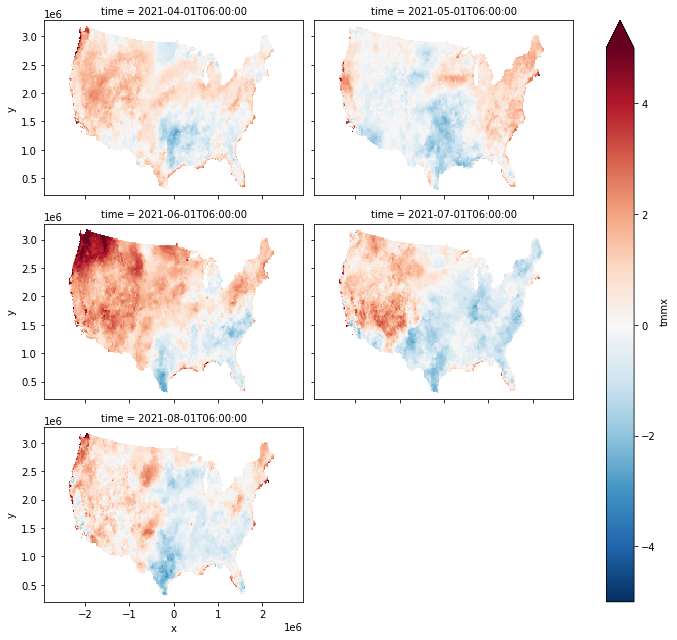 time = 2021-04-01T06:00:00
time = 2021-05-01T06:00:00
1e6
3.0
2.5
2.0
1.5
1.0
0.5
y
time = 2021-06-01T06:00:00
time = 2021-07-01T06:00:00
1e6
3.0
2.5
2.0
1.5
1.0
0.5
y
time = 2021-08-01T06:00:00
1e6
3.0
2.5
2.0
1.5
1.0
0.5
y
−2
−1
0
1
2
1e6
x
4
2
0
−2
−4
tmmx